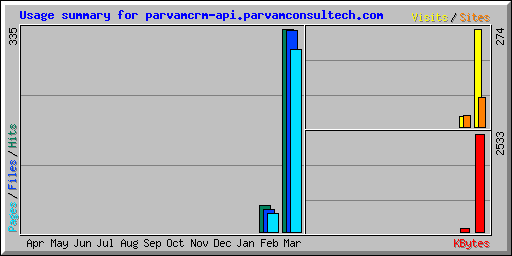 Usage summary for parvamcrm-api.parvamconsultech.com
Visits / Sites
335
274
Pages / Files / Hits
2533
Apr May Jun Jul Aug Sep Oct Nov Dec Jan Feb Mar
KBytes